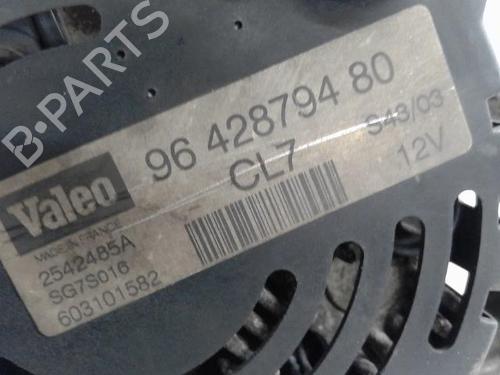 B-PARTS
Valeo
MADE IN FRANCE
96 428794 80
CL7
S43/03
12V
2542485A
SG7S016
603101582